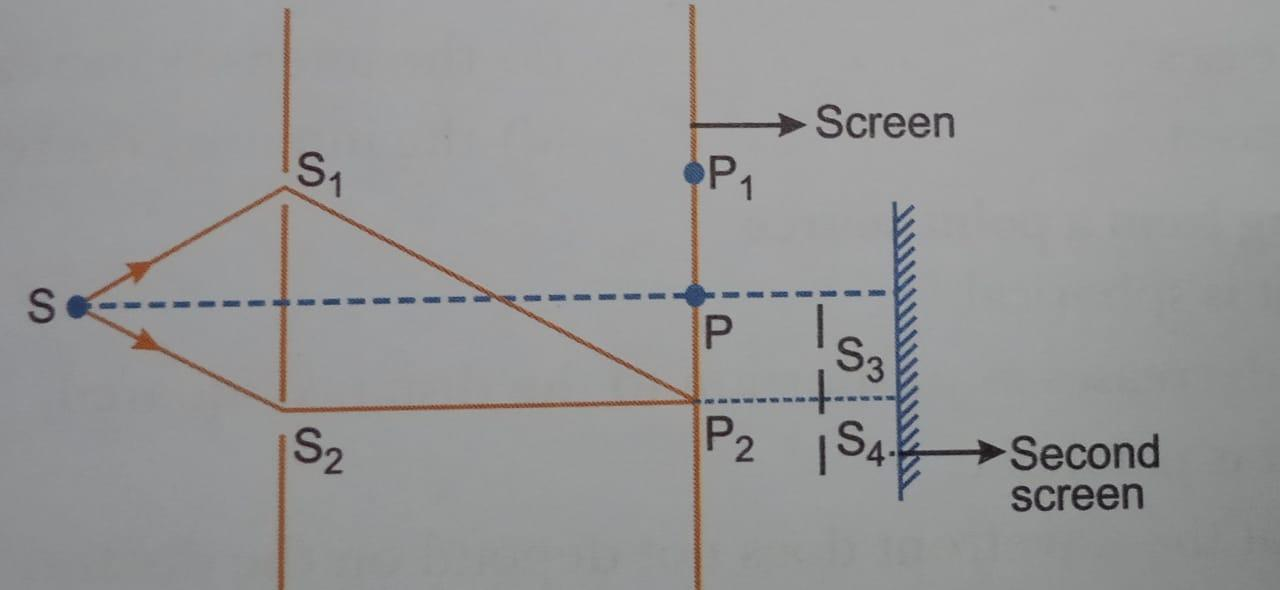 Screen
S₁
P₁
S
P
S₃
P₂
S₂
S₄
Second
screen